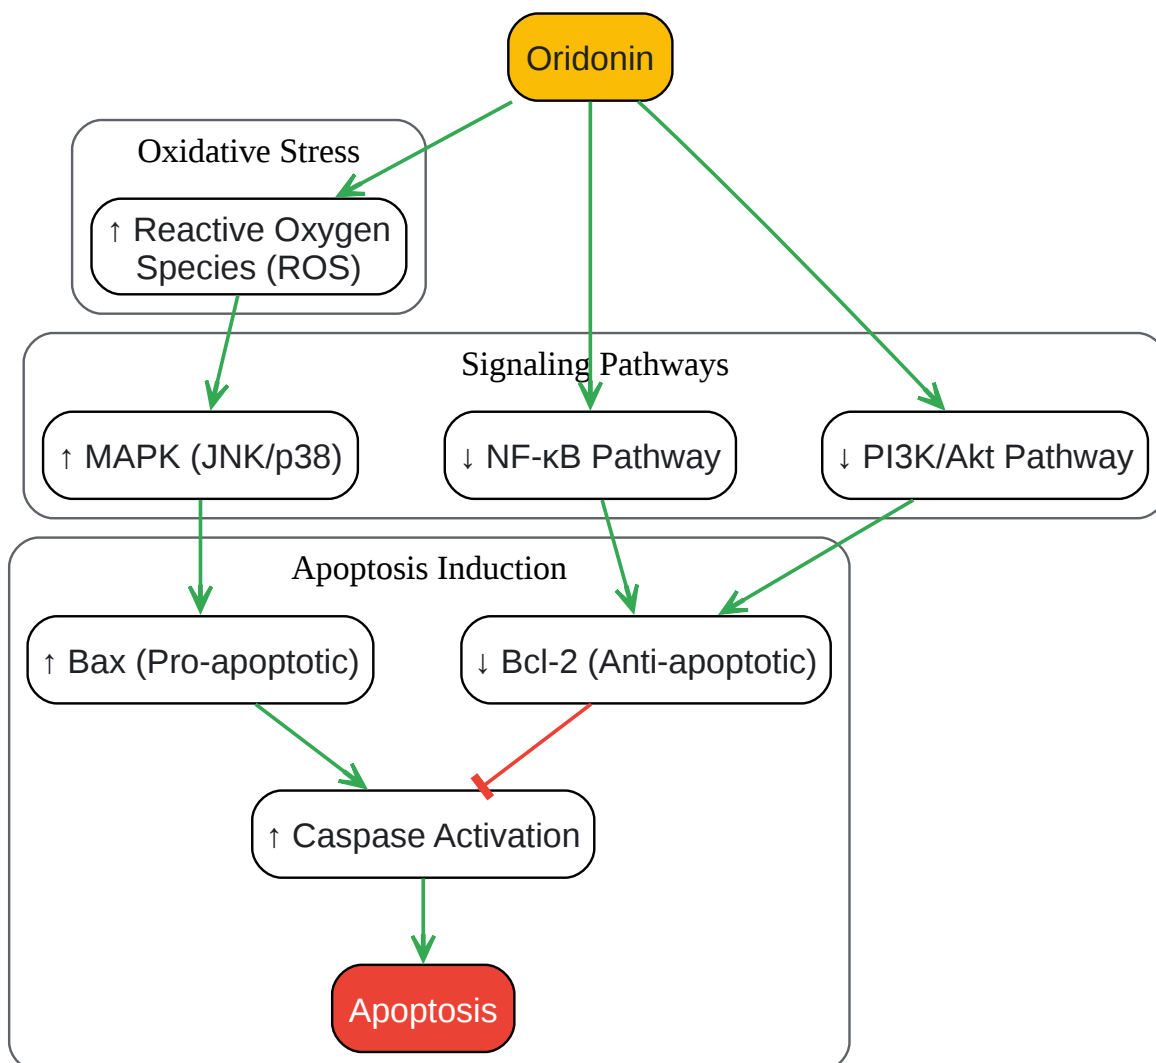 Oridonin
Oxidative Stress
↑ Reactive Oxygen
Species (ROS)
Signaling Pathways
↑ MAPK (JNK/p38)
↓ NF-κB Pathway
↓ PI3K/Akt Pathway
Apoptosis Induction
↑ Bax (Pro-apoptotic)
↓ Bcl-2 (Anti-apoptotic)
↑ Caspase Activation
Apoptosis